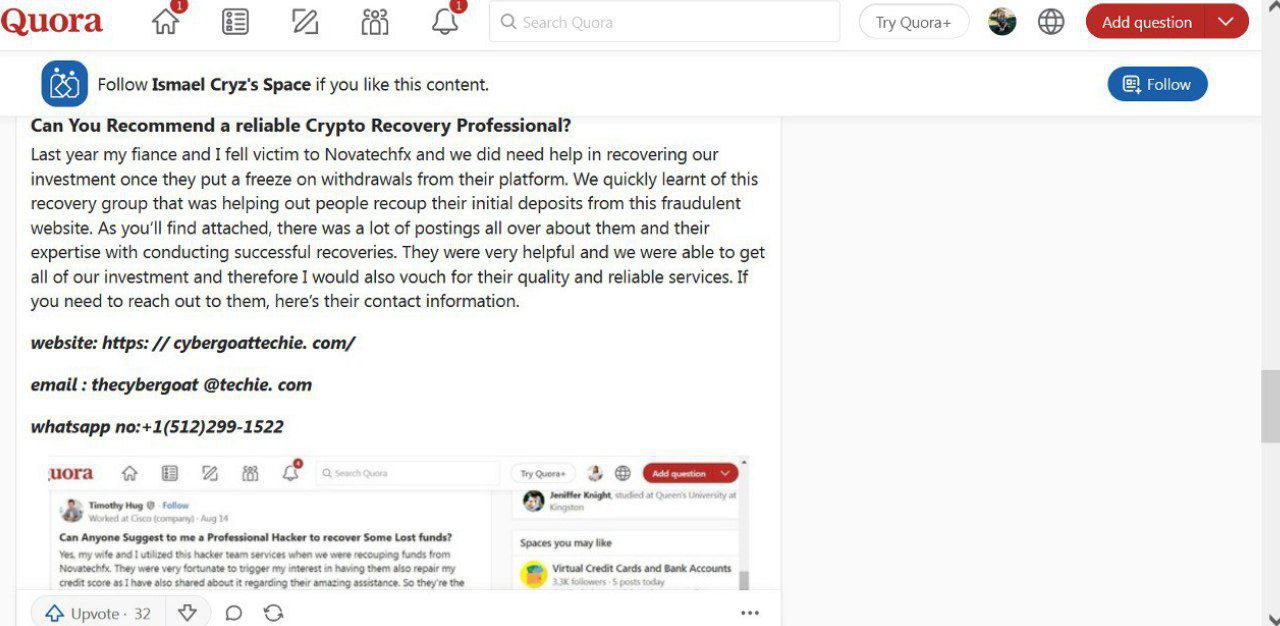 Quora
1
1
Search Quora
Try Quora+
Add question
Follow Ismael Cryz's Space if you like this content.
Follow
Can You Recommend a reliable Crypto Recovery Professional?
Last year my fiance and I fell victim to Novatechfx and we did need help in recovering our
investment once they put a freeze on withdrawals from their platform. We quickly learnt of this
recovery group that was helping out people recoup their initial deposits from this fraudulent
website. As you’ll find attached, there was a lot of postings all over about them and their
expertise with conducting successful recoveries. They were very helpful and we were able to get
all of our investment and therefore I would also vouch for their quality and reliable services. If
you need to reach out to them, here’s their contact information.
website: https: // cybergoattechie. com/
email : thecybergoat @techie. com
whatsapp no:+1(512)299-1522
uora
4
Search Quora
Try Quora+
Add question
Timothy Hug · Follow
Worked at Cisco (company) · Aug 14
Can Anyone Suggest to me a Professional Hacker to recover Some Lost funds?
Yes, my wife and I utilized this hacker team services when we were recouping funds from
Novatechfx. They were very fortunate to trigger my interest in having them also repair my
credit score as I have also shared about it regarding their amazing assistance. So they're the
Jeniffer Knight, studied at Queen's University at
Kingston
Spaces you may like
Virtual Credit Cards and Bank Accounts
3.3K followers · 5 posts today
Upvote · 32